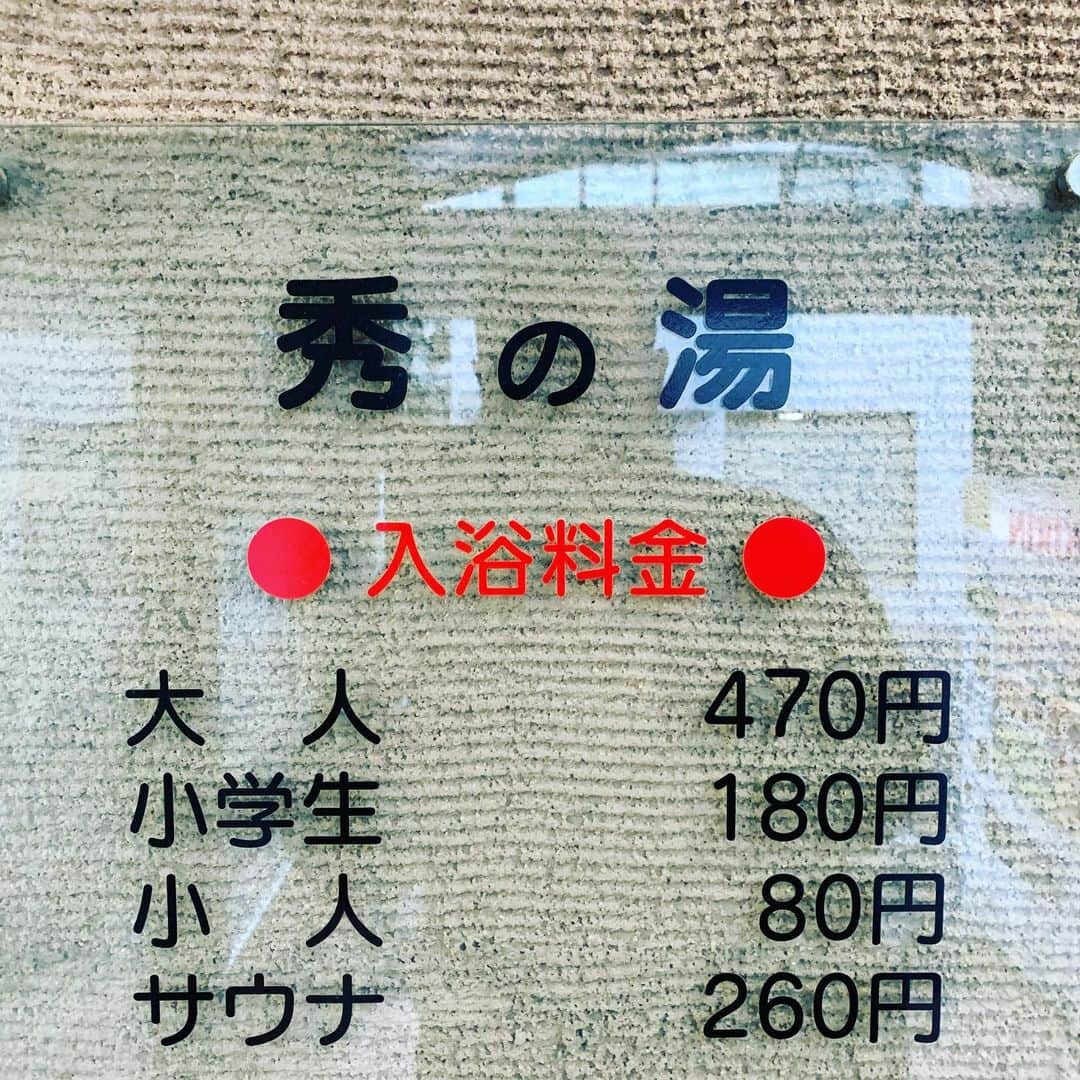 秀の湯
●入浴料金●
大人 470円
小学生 180円
小人 80円
サウナ 260円